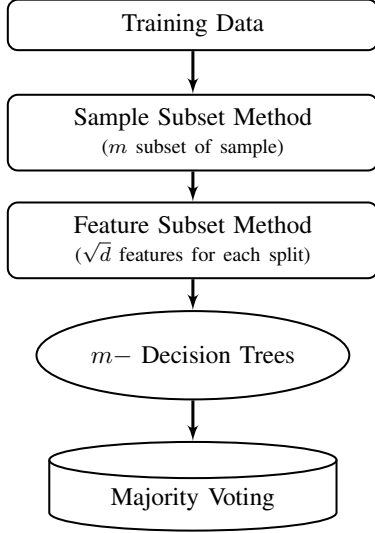 Training Data
Sample Subset Method
(m subset of sample)
Feature Subset Method
(√d features for each split)
m− Decision Trees
Majority Voting